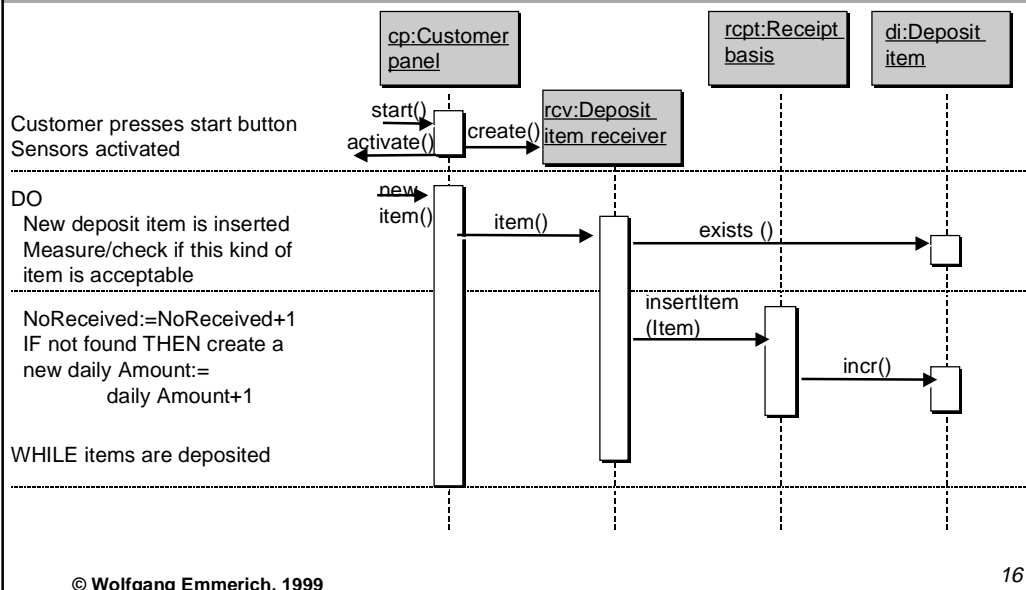 cp:Customer
panel
rcpt:Receipt
basis
di:Deposit
item
Customer presses start button
Sensors activated
start()
activate()
create()
rcv:Deposit
item receiver
DO
New deposit item is inserted
Measure/check if this kind of
item is acceptable
new
item()
item()
exists ()
NoReceived:=NoReceived+1
IF not found THEN create a
new daily Amount:=
daily Amount+1
insertItem
(Item)
incr()
WHILE items are deposited
© Wolfgang Emmerich, 1999
16